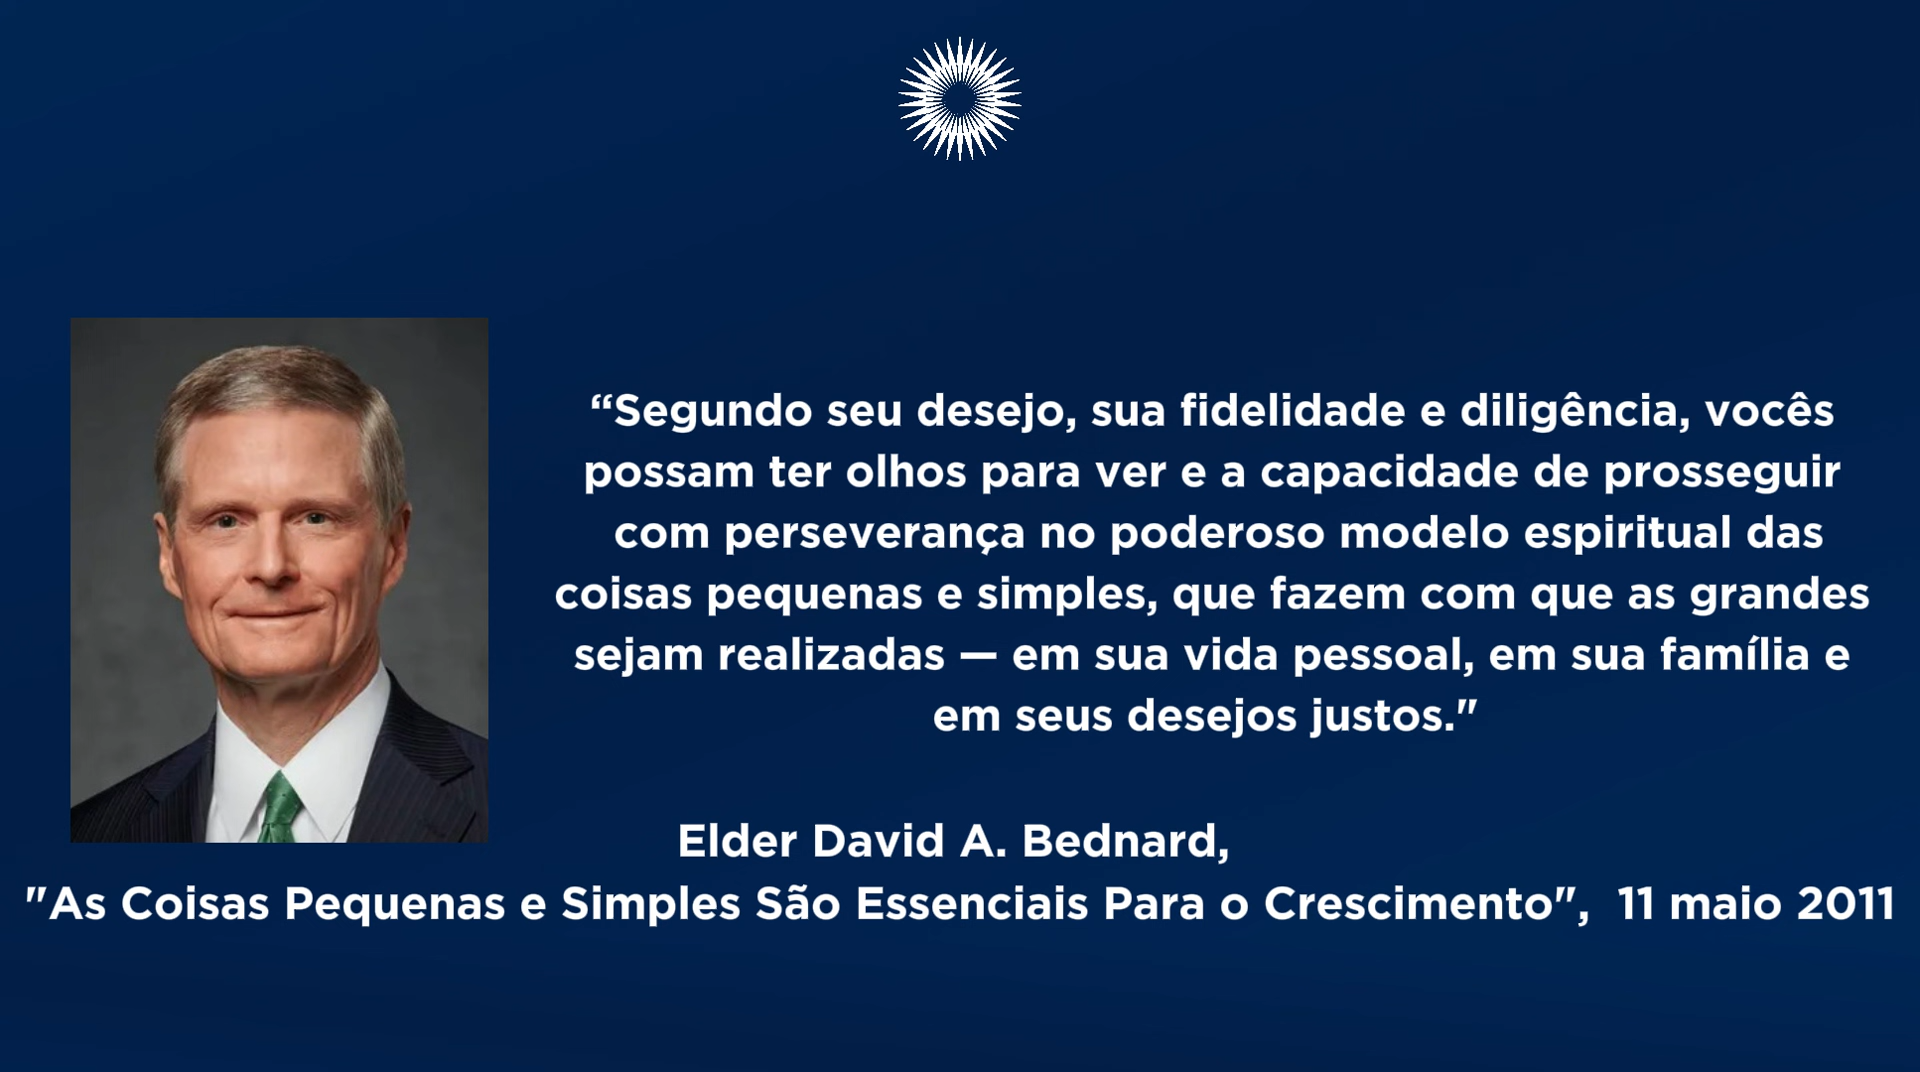 “Segundo seu desejo, sua fidelidade e diligência, vocês
possam ter olhos para ver e a capacidade de prosseguir
com perseverança no poderoso modelo espiritual das
coisas pequenas e simples, que fazem com que as grandes
sejam realizadas — em sua vida pessoal, em sua família e
em seus desejos justos."
Elder David A. Bednard,
"As Coisas Pequenas e Simples São Essenciais Para o Crescimento",  11 maio 2011